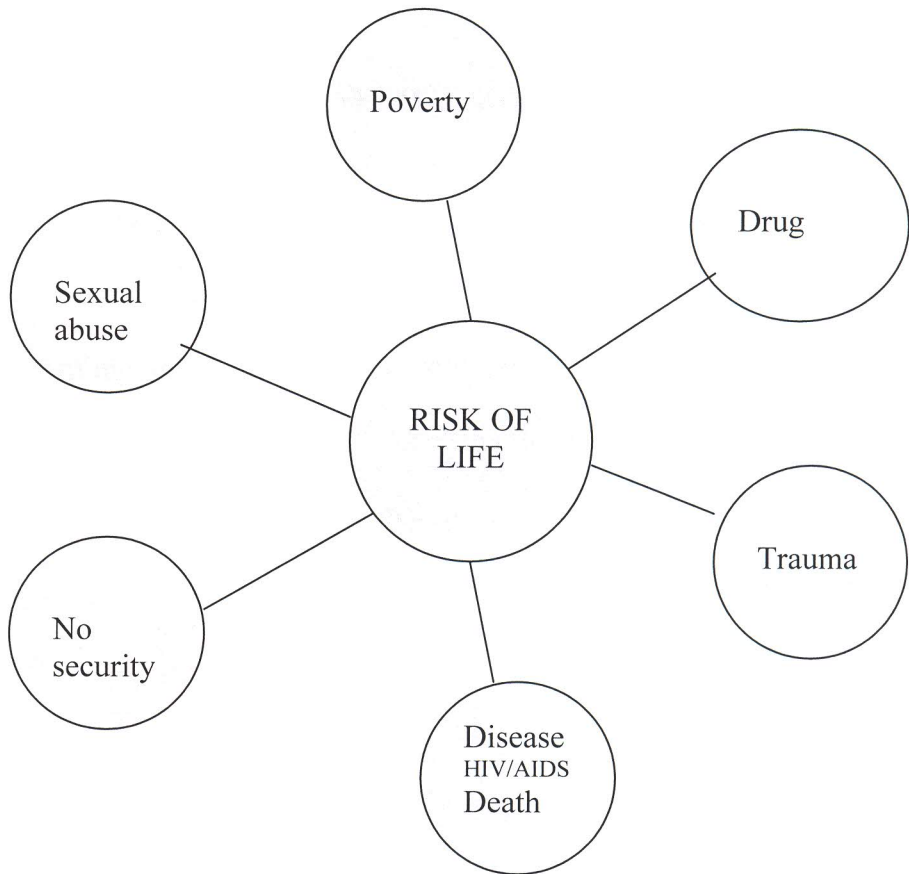 Poverty
Drug
Sexual
abuse
RISK OF
LIFE
Trauma
No
security
Disease
HIV/AIDS
Death